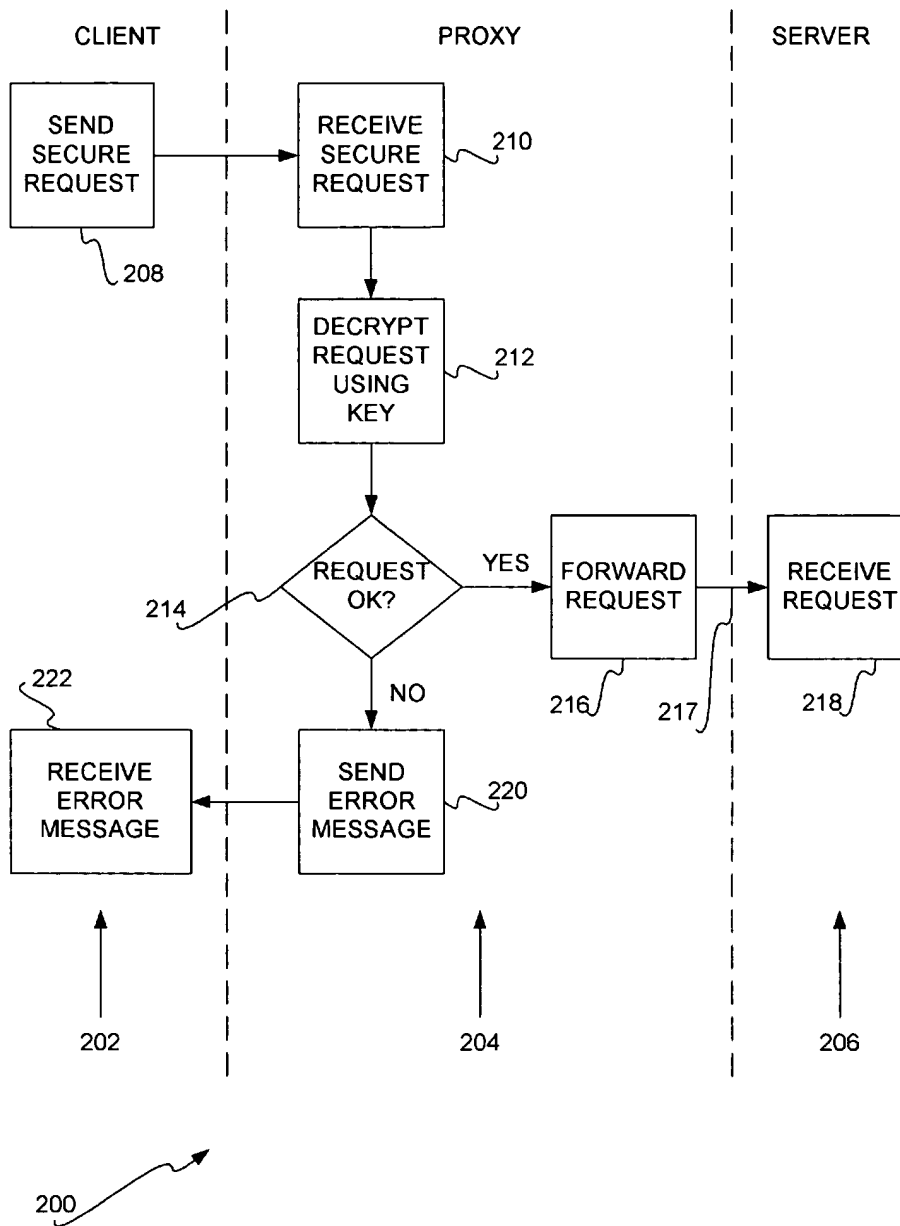 CLIENT
PROXY
SERVER
SEND
SECURE
REQUEST
RECEIVE
SECURE
REQUEST
210
208
DECRYPT
REQUEST
USING
KEY
212
REQUEST
OK?
YES
214
FORWARD
REQUEST
RECEIVE
REQUEST
216
217
218
NO
222
RECEIVE
ERROR
MESSAGE
SEND
ERROR
MESSAGE
220
202
204
206
200